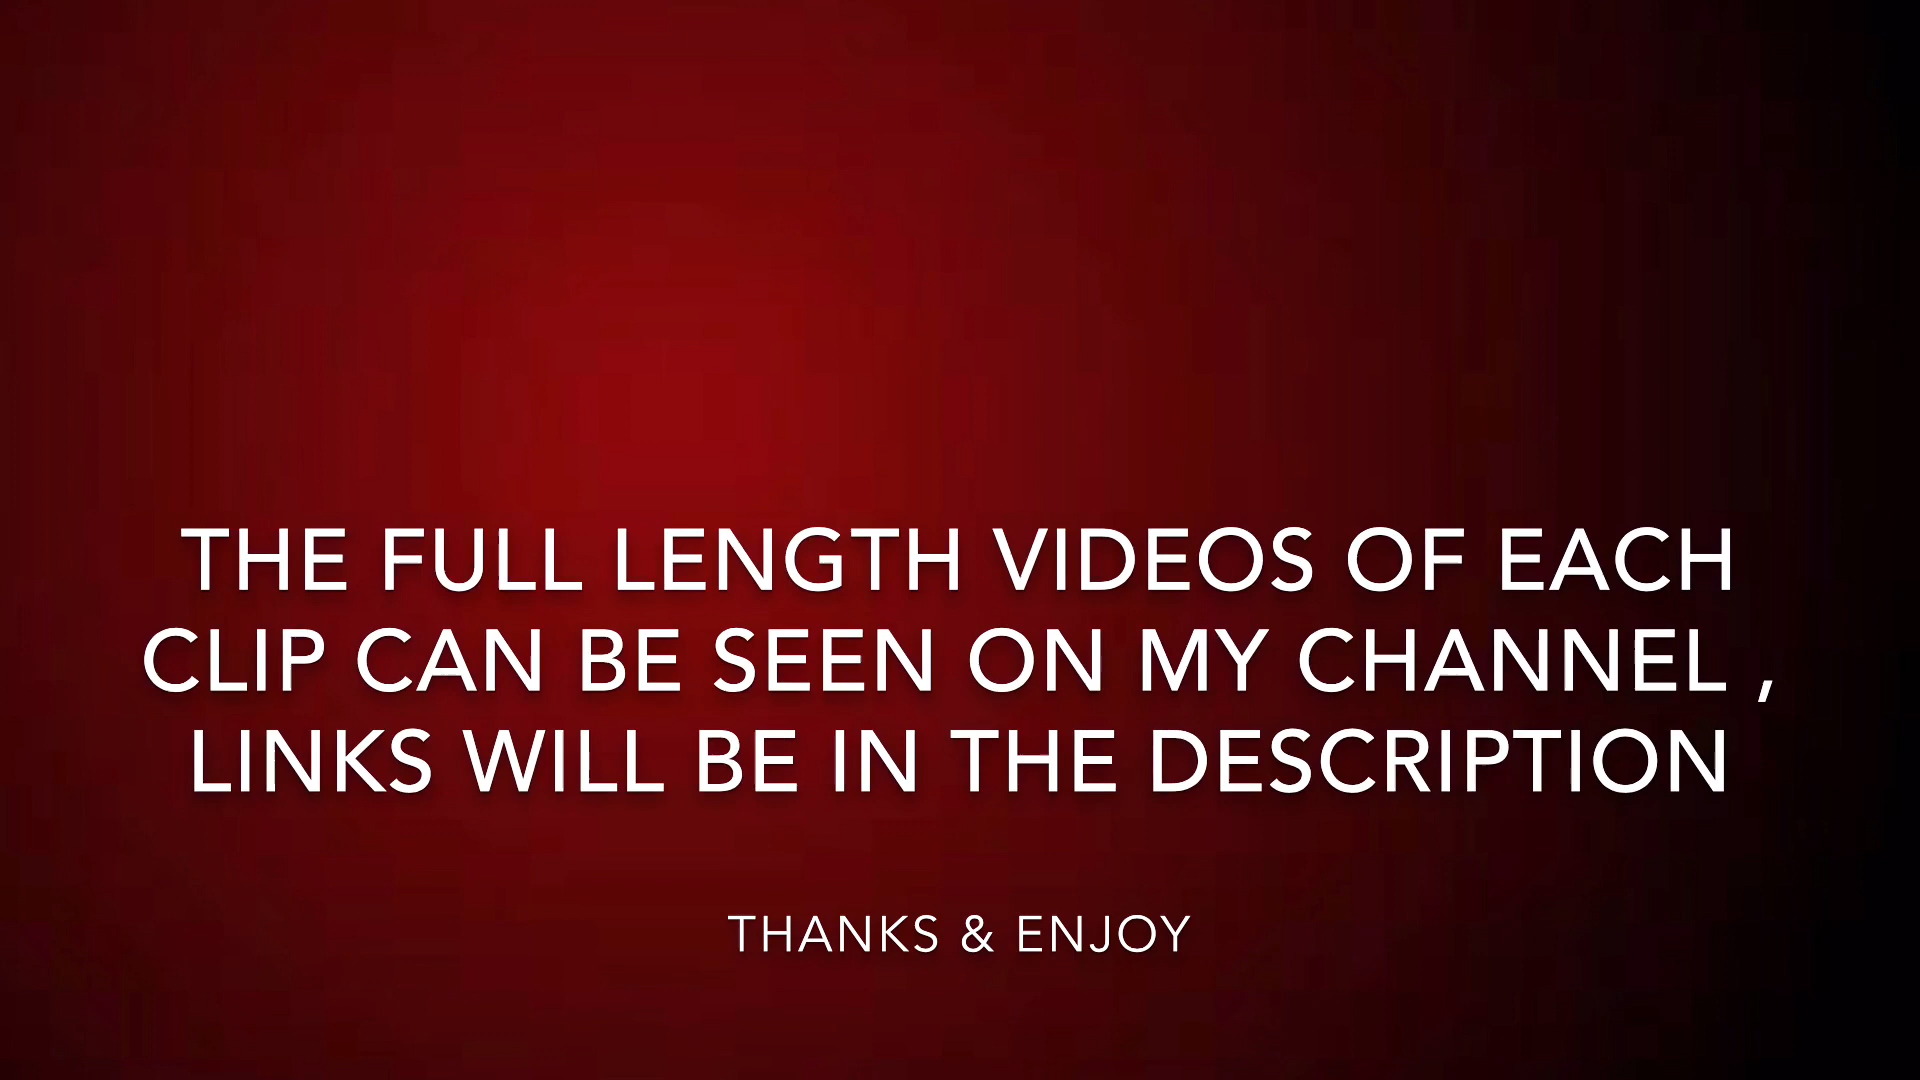 THE FULL LENGTH VIDEOS OF EACH
CLIP CAN BE SEEN ON MY CHANNEL ,
LINKS WILL BE IN THE DESCRIPTION
THANKS & ENJOY